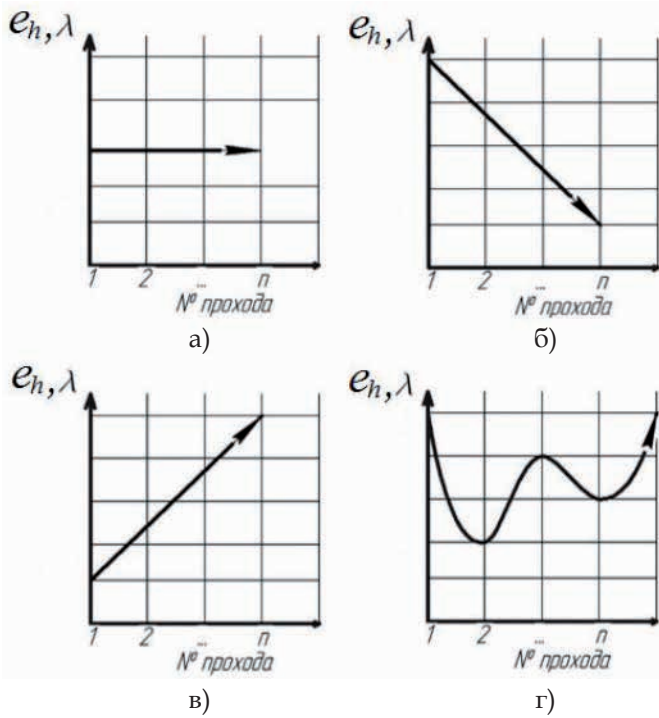 e_h, λ
1 2 ... n
№ прохода
а)
e_h, λ
1 2 ... n
№ прохода
б)
e_h, λ
1 2 ... n
№ прохода
в)
e_h, λ
1 2 ... n
№ прохода
г)